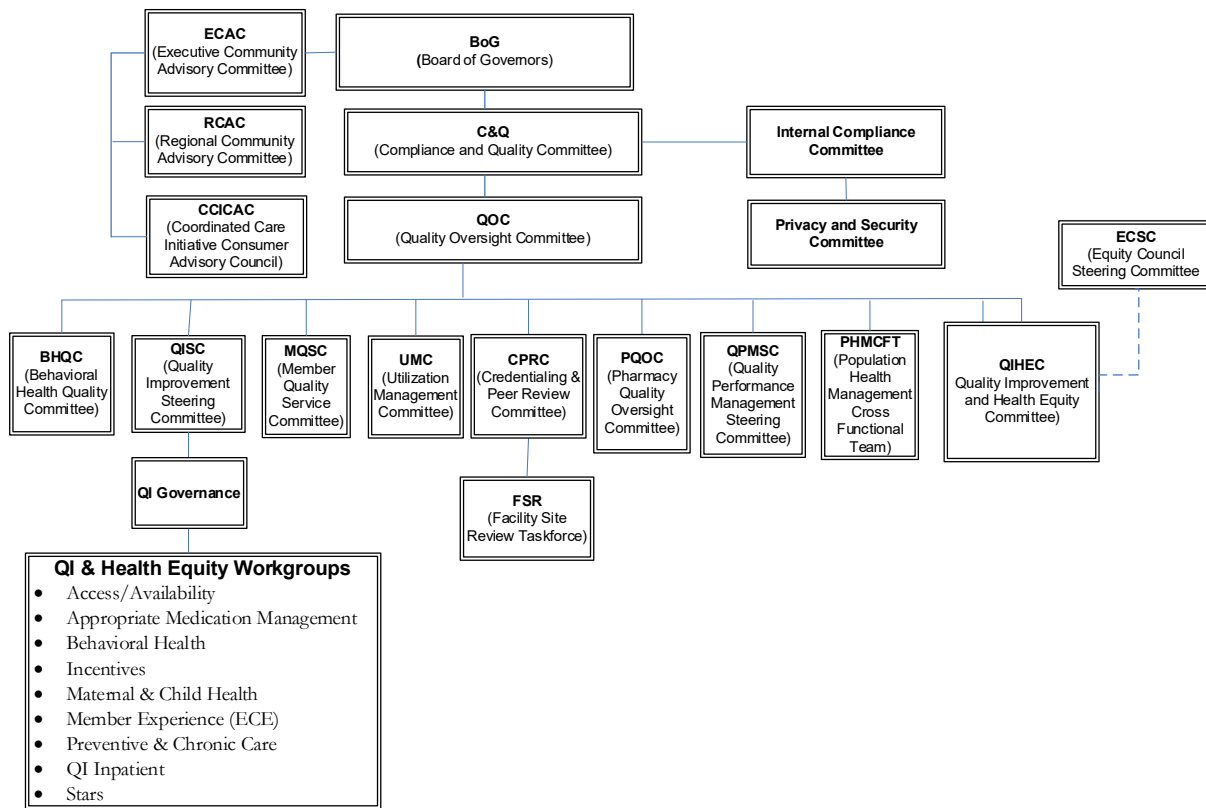 ECAC
(Executive Community
Advisory Committee)
BoG
(Board of Governors)
RCAC
(Regional Community
Advisory Committee)
C&Q
(Compliance and Quality Committee)
Internal Compliance
Committee
CCICAC
(Coordinated Care
Initiative Consumer
Advisory Council)
QOC
(Quality Oversight Committee)
Privacy and Security
Committee
ECSC
(Equity Council
Steering Committee
BHQC
(Behavioral
Health Quality
Committee)
QISC
(Quality
Improvement
Steering
Committee)
MQSC
(Member
Quality
Service
Committee)
UMC
(Utilization
Management
Committee)
CPRC
(Credentialing &
Peer Review
Committee)
PQOC
(Pharmacy
Quality
Oversight
Committee)
QPMSC
(Quality
Performance
Management
Steering
Committee)
PHMCFT
(Population
Health
Management
Cross
Functional
Team)
QIHEC
Quality Improvement
and Health Equity
Committee)
QI Governance
FSR
(Facility Site
Review Taskforce)
QI & Health Equity Workgroups
• Access/Availability
• Appropriate Medication Management
• Behavioral Health
• Incentives
• Maternal & Child Health
• Member Experience (ECE)
• Preventive & Chronic Care
• QI Inpatient
• Stars